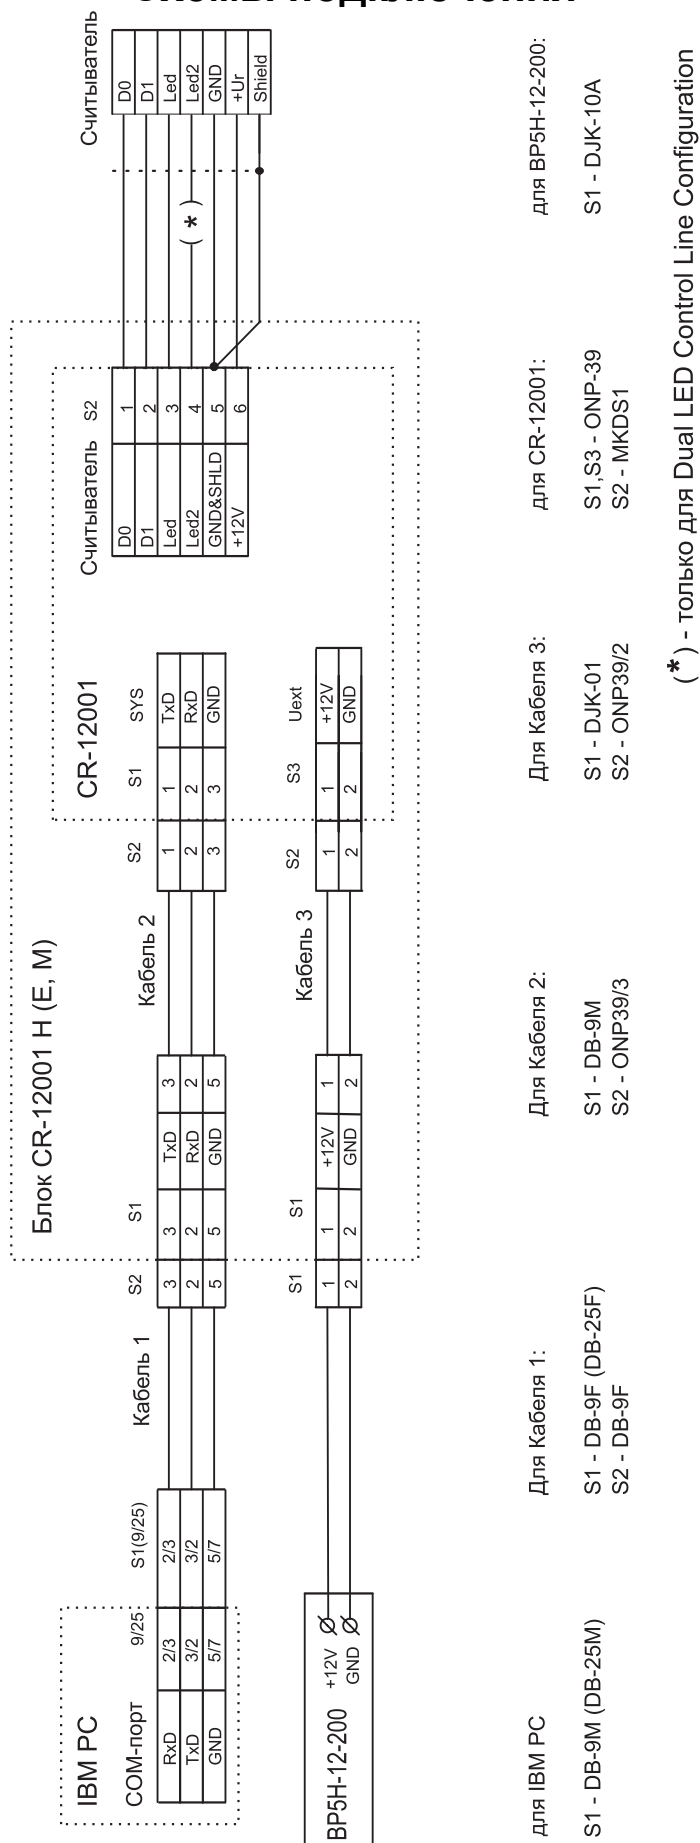 IBM PC
COM-порт
9/25
RxD 2/3
TxD 3/2
GND 5/7
S1(9/25)
2/3
3/2
5/7
Кабель 1
S2
3
2
5
Блок CR-12001 H (E, M)
S1
3 TxD 3
2 RxD 2
5 GND 5
Кабель 2
S2
1
2
3
CR-12001
S1 SYS
1 TxD
2 RxD
3 GND
Считыватель S2
D0 1
D1 2
Led 3
Led2 4
GND&SHLD 5
+12V 6
( * )
Считыватель
D0
D1
Led
Led2
GND
+Ur
Shield
BP5H-12-200
+12V
GND
S1
1
2
S1
1 +12V 1
2 GND 2
Кабель 3
S2
1
2
S3 Uext
1 +12V
2 GND
для IBM PC
S1 - DB-9M (DB-25M)
Для Кабеля 1:
S1 - DB-9F (DB-25F)
S2 - DB-9F
Для Кабеля 2:
S1 - DB-9M
S2 - ONP39/3
Для Кабеля 3:
S1 - DJK-01
S2 - ONP39/2
для CR-12001:
S1,S3 - ONP-39
S2 - MKDS1
для BP5H-12-200:
S1 - DJK-10A
( * ) - только для Dual LED Control Line Configuration